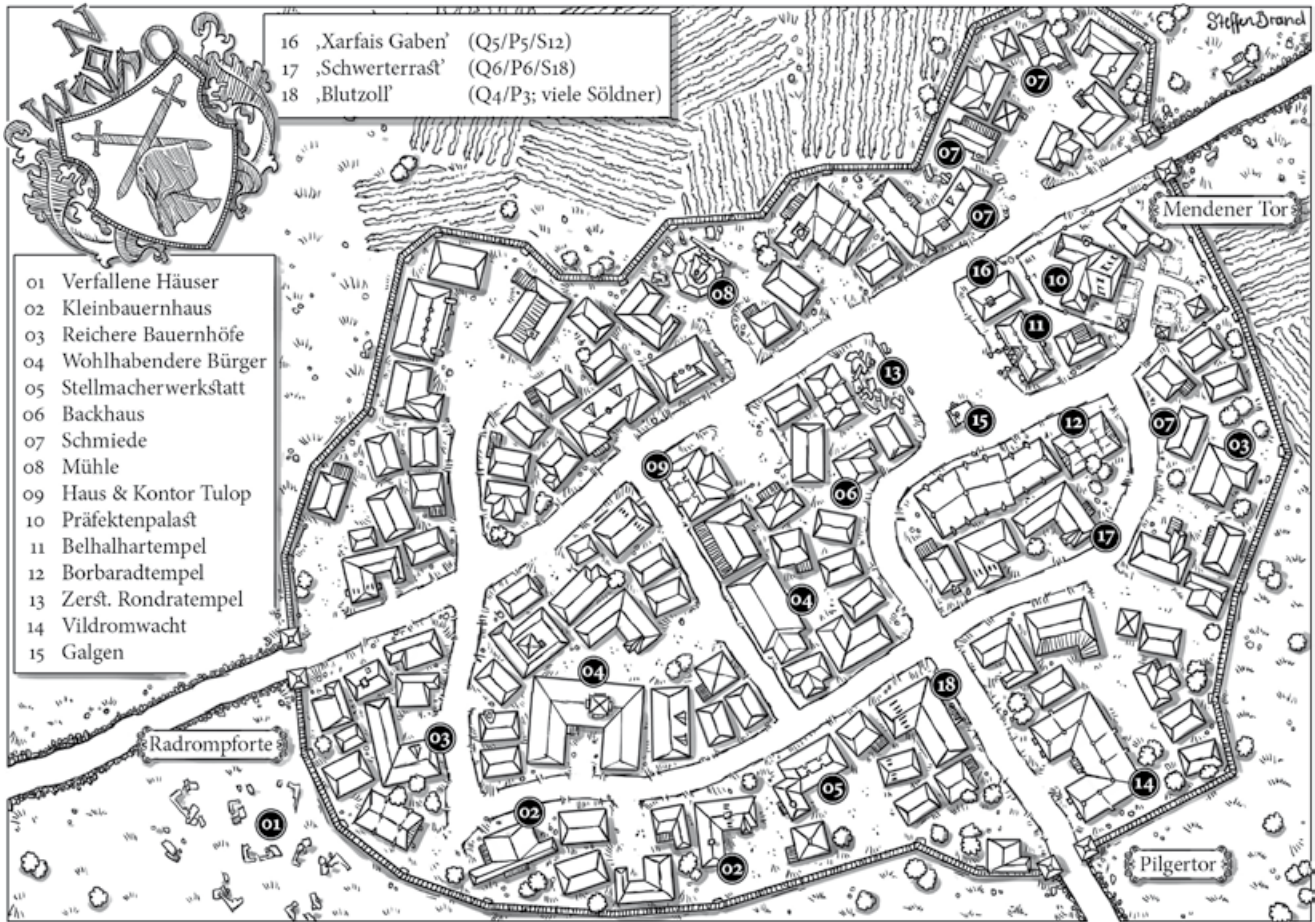 Steffen Brand
16 ‚Xarfais Gaben' (Q5/P5/S12)
17 ‚Schwerterrast' (Q6/P6/S18)
18 ‚Blutzoll' (Q4/P3; viele Söldner)
01 Verfallene Häuser
02 Kleinbauernhaus
03 Reichere Bauernhöfe
04 Wohlhabendere Bürger
05 Stellmacherwerkstatt
06 Backhaus
07 Schmiede
08 Mühle
09 Haus & Kontor Tulop
10 Präfektenpalast
11 Belhalhartempel
12 Borbaradtempel
13 Zerst. Rondratempel
14 Vildromwacht
15 Galgen
07
07
07
Mendener Tor
16
10
08
11
13
15
12
07
03
09
06
17
04
04
18
03
Radrompforte
05
14
02
01
02
Pilgertor